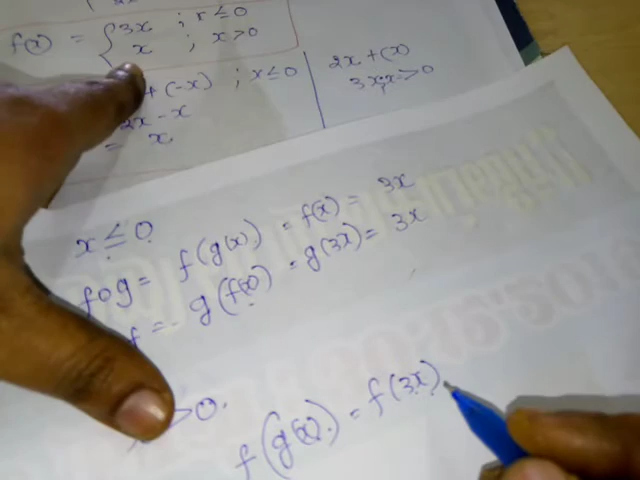 f(x) = { 3x ; x ≤ 0
x ; x > 0
+ (-x) ; x ≤ 0
2x - x
= x
2x + (x)
3x, x > 0
x ≤ 0.
fog = f(g(x)) = f(x) = 3x
f = g(f(x)) = g(3x) = 3x
> 0.
f(g(x)) = f(3x)